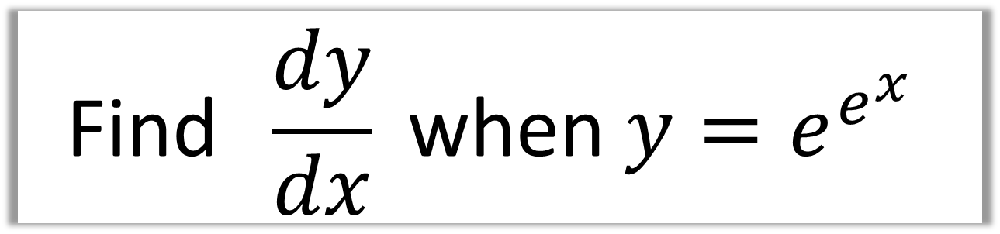 Find dy/dx when y = e^{e^x}